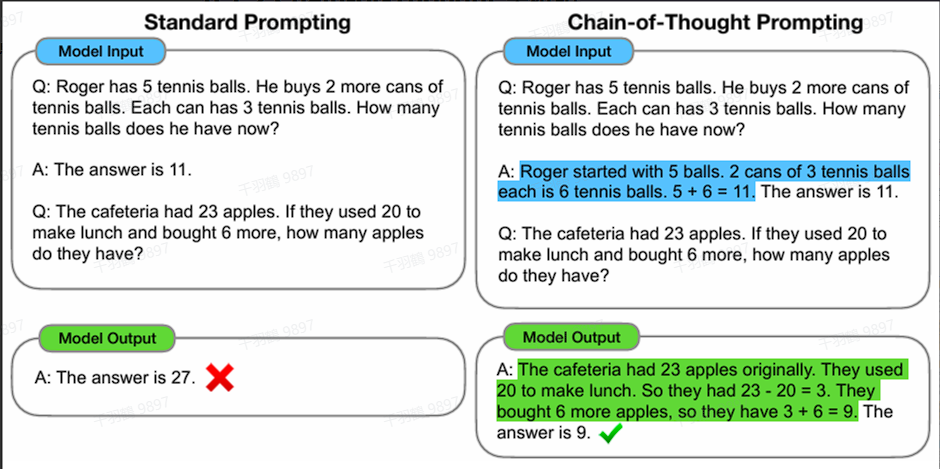 Standard Prompting
Model Input
Q: Roger has 5 tennis balls. He buys 2 more cans of
tennis balls. Each can has 3 tennis balls. How many
tennis balls does he have now?
A: The answer is 11.
Q: The cafeteria had 23 apples. If they used 20 to
make lunch and bought 6 more, how many apples
do they have?
Model Output
A: The answer is 27.
Chain-of-Thought Prompting
Model Input
Q: Roger has 5 tennis balls. He buys 2 more cans of
tennis balls. Each can has 3 tennis balls. How many
tennis balls does he have now?
A: Roger started with 5 balls. 2 cans of 3 tennis balls
each is 6 tennis balls. 5 + 6 = 11. The answer is 11.
Q: The cafeteria had 23 apples. If they used 20 to
make lunch and bought 6 more, how many apples
do they have?
Model Output
A: The cafeteria had 23 apples originally. They used
20 to make lunch. So they had 23 - 20 = 3. They
bought 6 more apples, so they have 3 + 6 = 9. The
answer is 9.
千羽鹤 9897